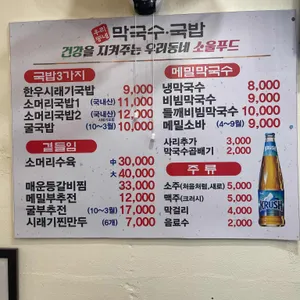 우리동네 막국수·국밥
건강을 지켜주는 우리동네 소울푸드
국밥3가지
한우시래기국밥 9,000
소머리국밥1 (국내산) 11,000
소머리국밥2 (국내산) 12,000
굴국밥 (10~3월) 10,000
곁들임
소머리수육 中 30,000
大 40,000
매운등갈비찜 33,000
메밀부추전 12,000
굴부추전 (10~3월) 17,000
시래기찐만두 (6개) 7,000
메밀막국수
냉막국수 8,000
비빔막국수 9,000
들깨비빔막국수 10,000
메밀소바 (4~9월) 9,000
사리추가 3,000
막국수곱빼기 2,000
주류
소주(처음처럼,새로) 5,000
맥주(크러시) 5,000
막걸리 4,000
음료수 2,000
KRUSH